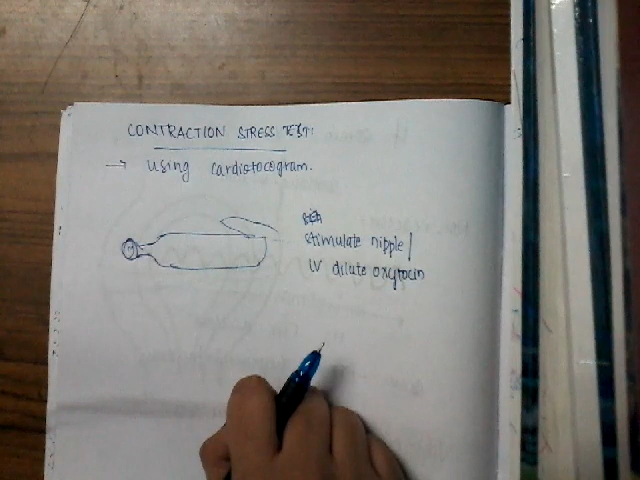 CONTRACTION STRESS TEST:
→ Using cardiotocogram.
stimulate nipple/
IV dilute oxytocin